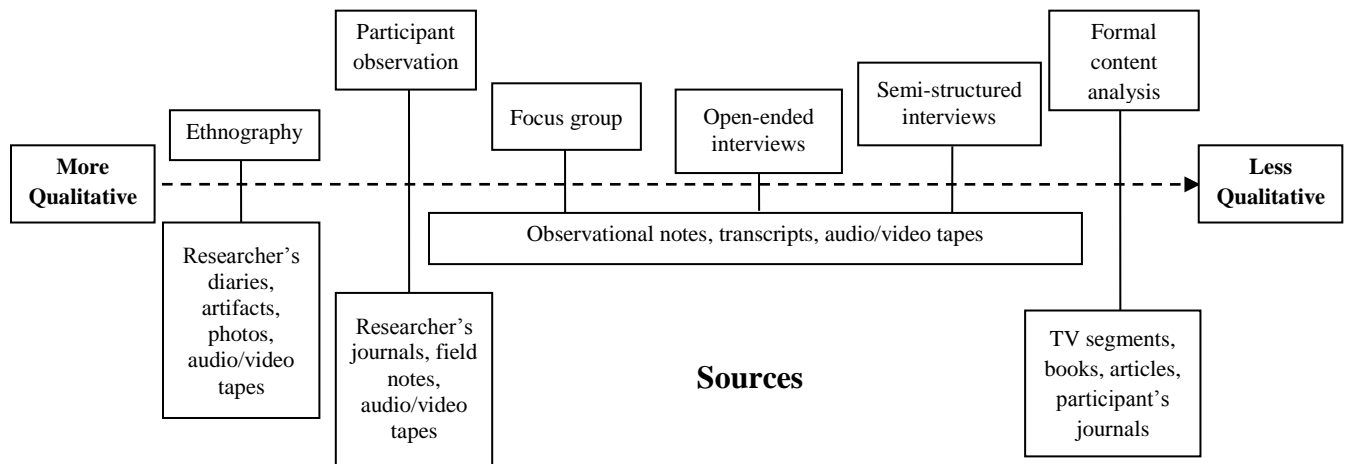 Participant
observation
Formal
content
analysis
Semi-structured
interviews
Focus group
Open-ended
interviews
Ethnography
More
Qualitative
Less
Qualitative
Observational notes, transcripts, audio/video tapes
Researcher’s
diaries,
artifacts,
photos,
audio/video
tapes
Researcher’s
journals, field
notes,
audio/video
tapes
Sources
TV segments,
books, articles,
participant’s
journals